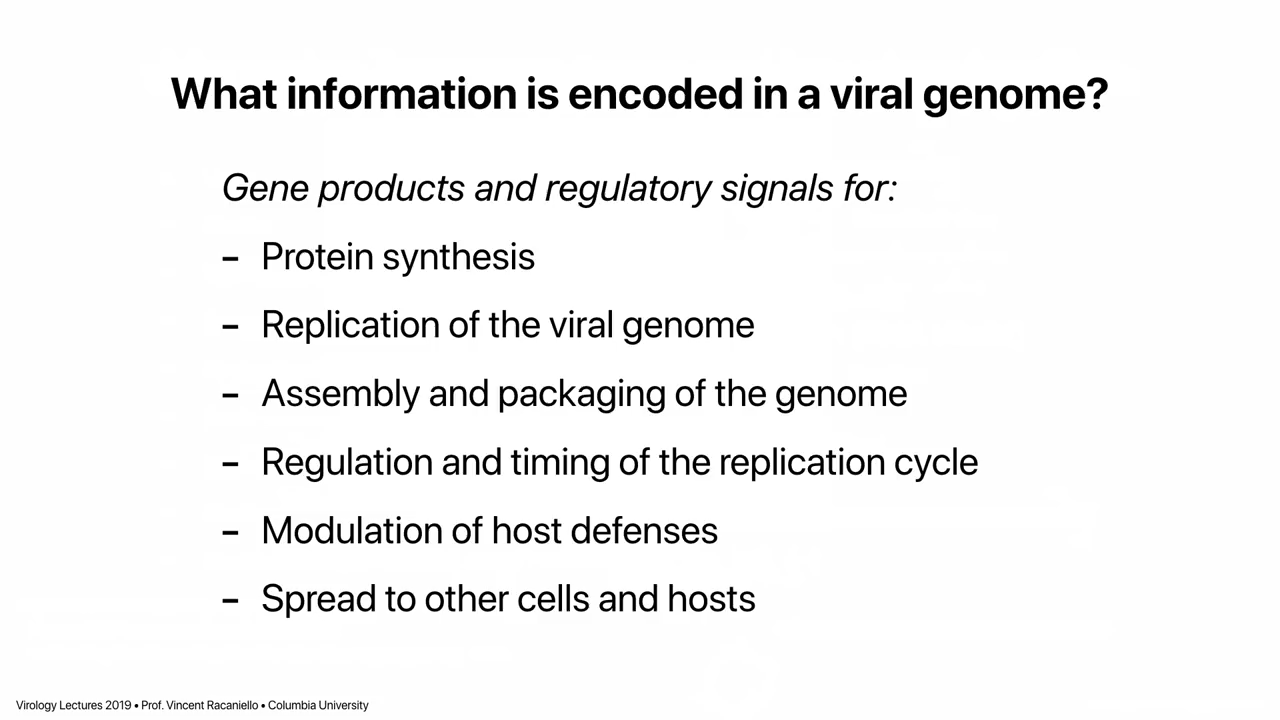 What information is encoded in a viral genome?
Gene products and regulatory signals for:
– Protein synthesis
– Replication of the viral genome
– Assembly and packaging of the genome
– Regulation and timing of the replication cycle
– Modulation of host defenses
– Spread to other cells and hosts
Virology Lectures 2019 • Prof. Vincent Racaniello • Columbia University